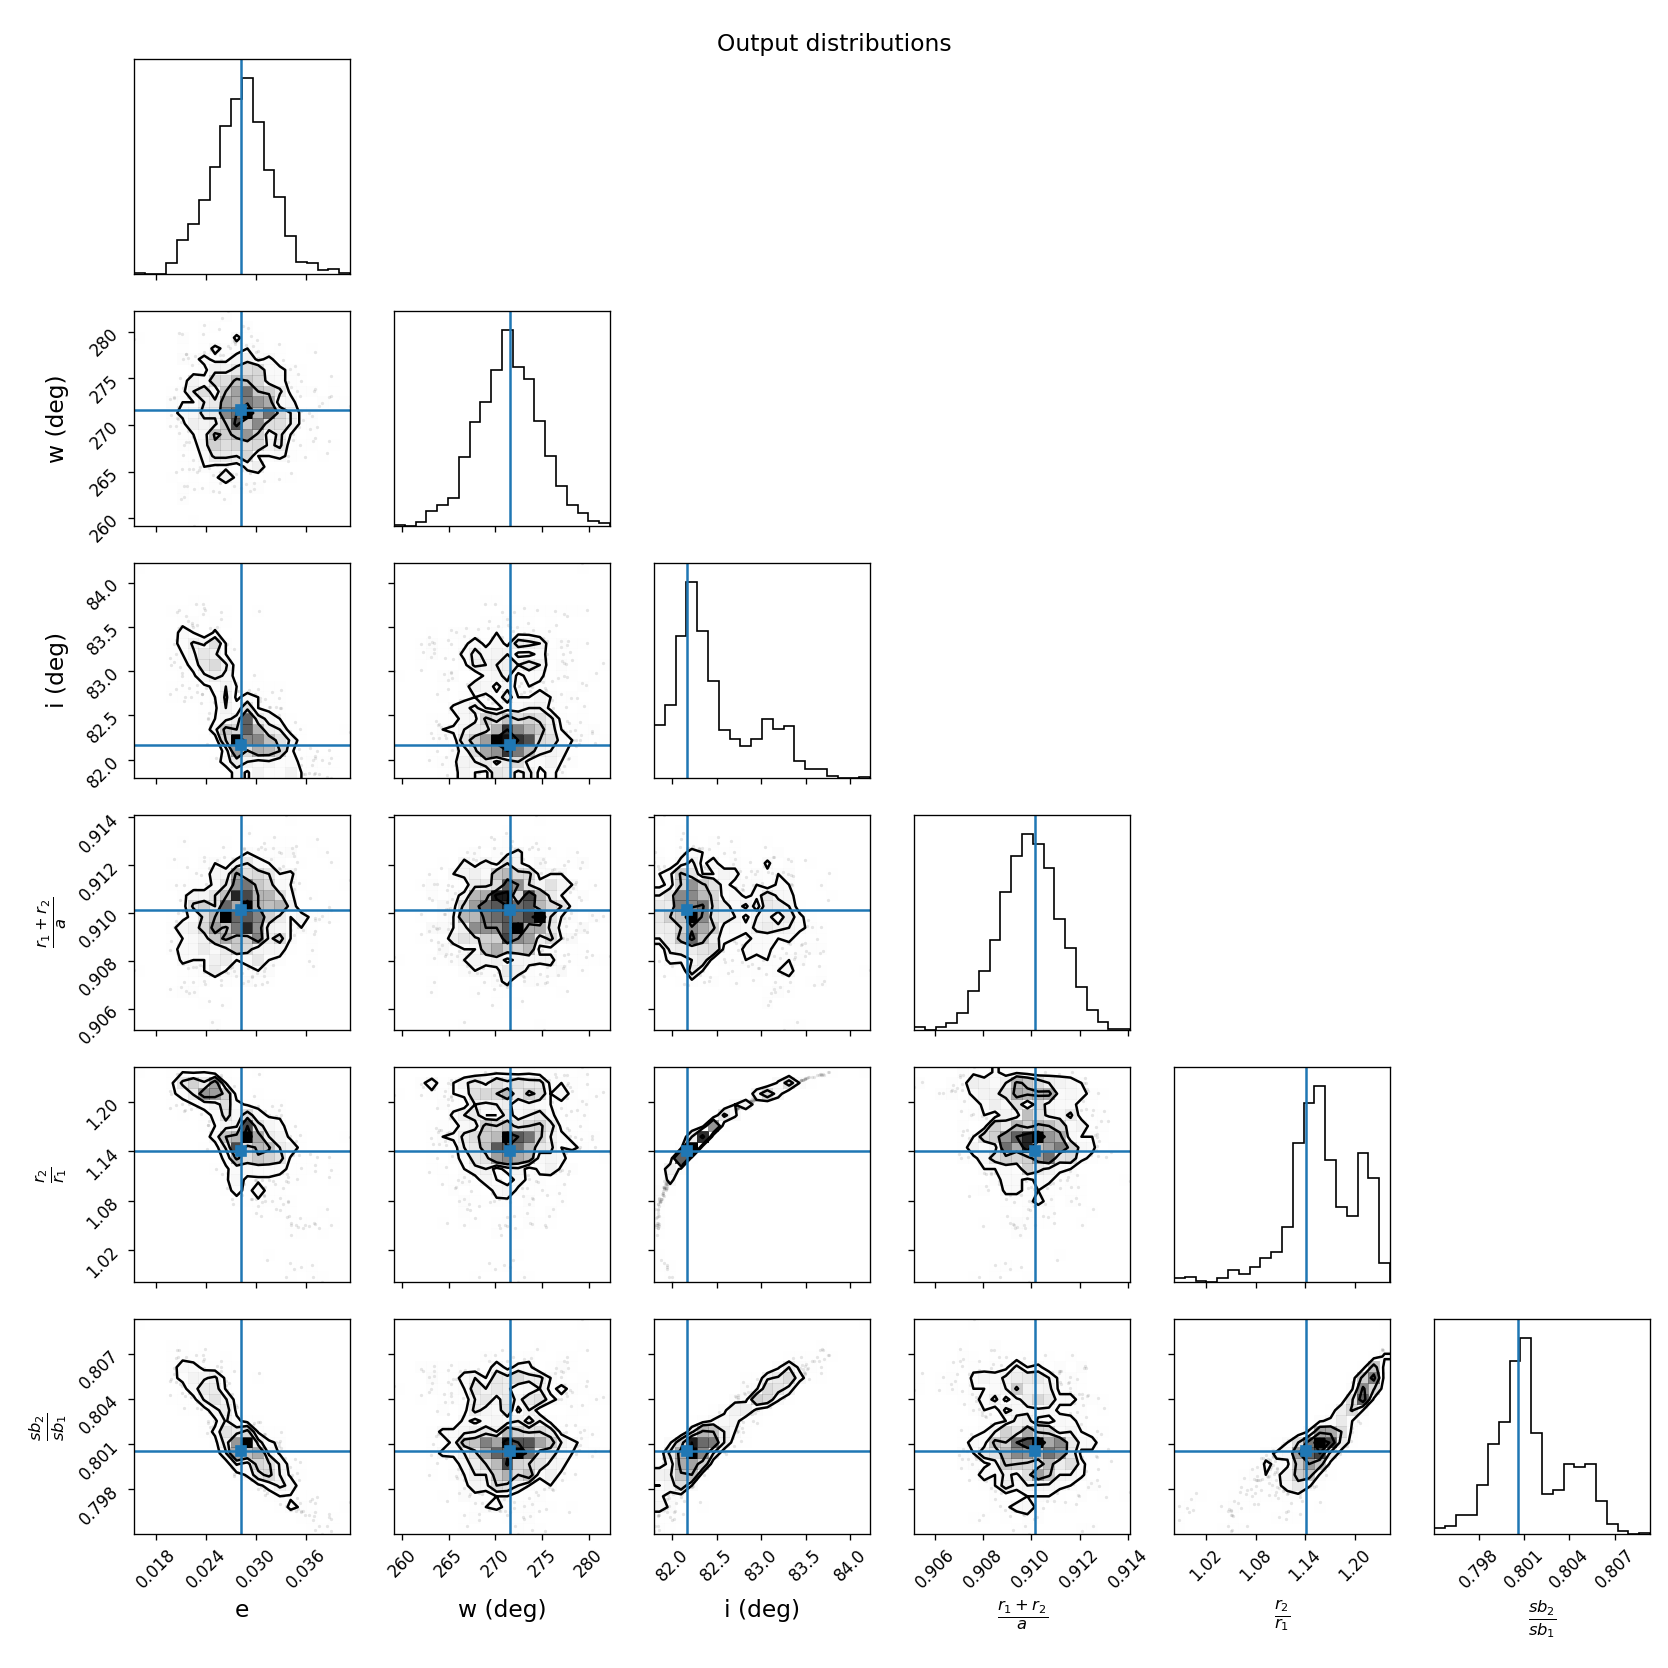 Output distributions
w (deg)
280
275
270
265
260
i (deg)
84.0
83.5
83.0
82.5
82.0
r₁ + r₂
a
0.914
0.912
0.910
0.908
0.906
r₂
r₁
1.20
1.14
1.08
1.02
sb₂
sb₁
0.807
0.804
0.801
0.798
0.018 0.024 0.030 0.036 260 265 270 275 280 82.0 82.5 83.0 83.5 84.0 0.906 0.908 0.910 0.912 0.914 1.02 1.08 1.14 1.20 0.798 0.801 0.804 0.807
e w (deg) i (deg) r₁ + r₂ r₂ sb₂
a r₁ sb₁